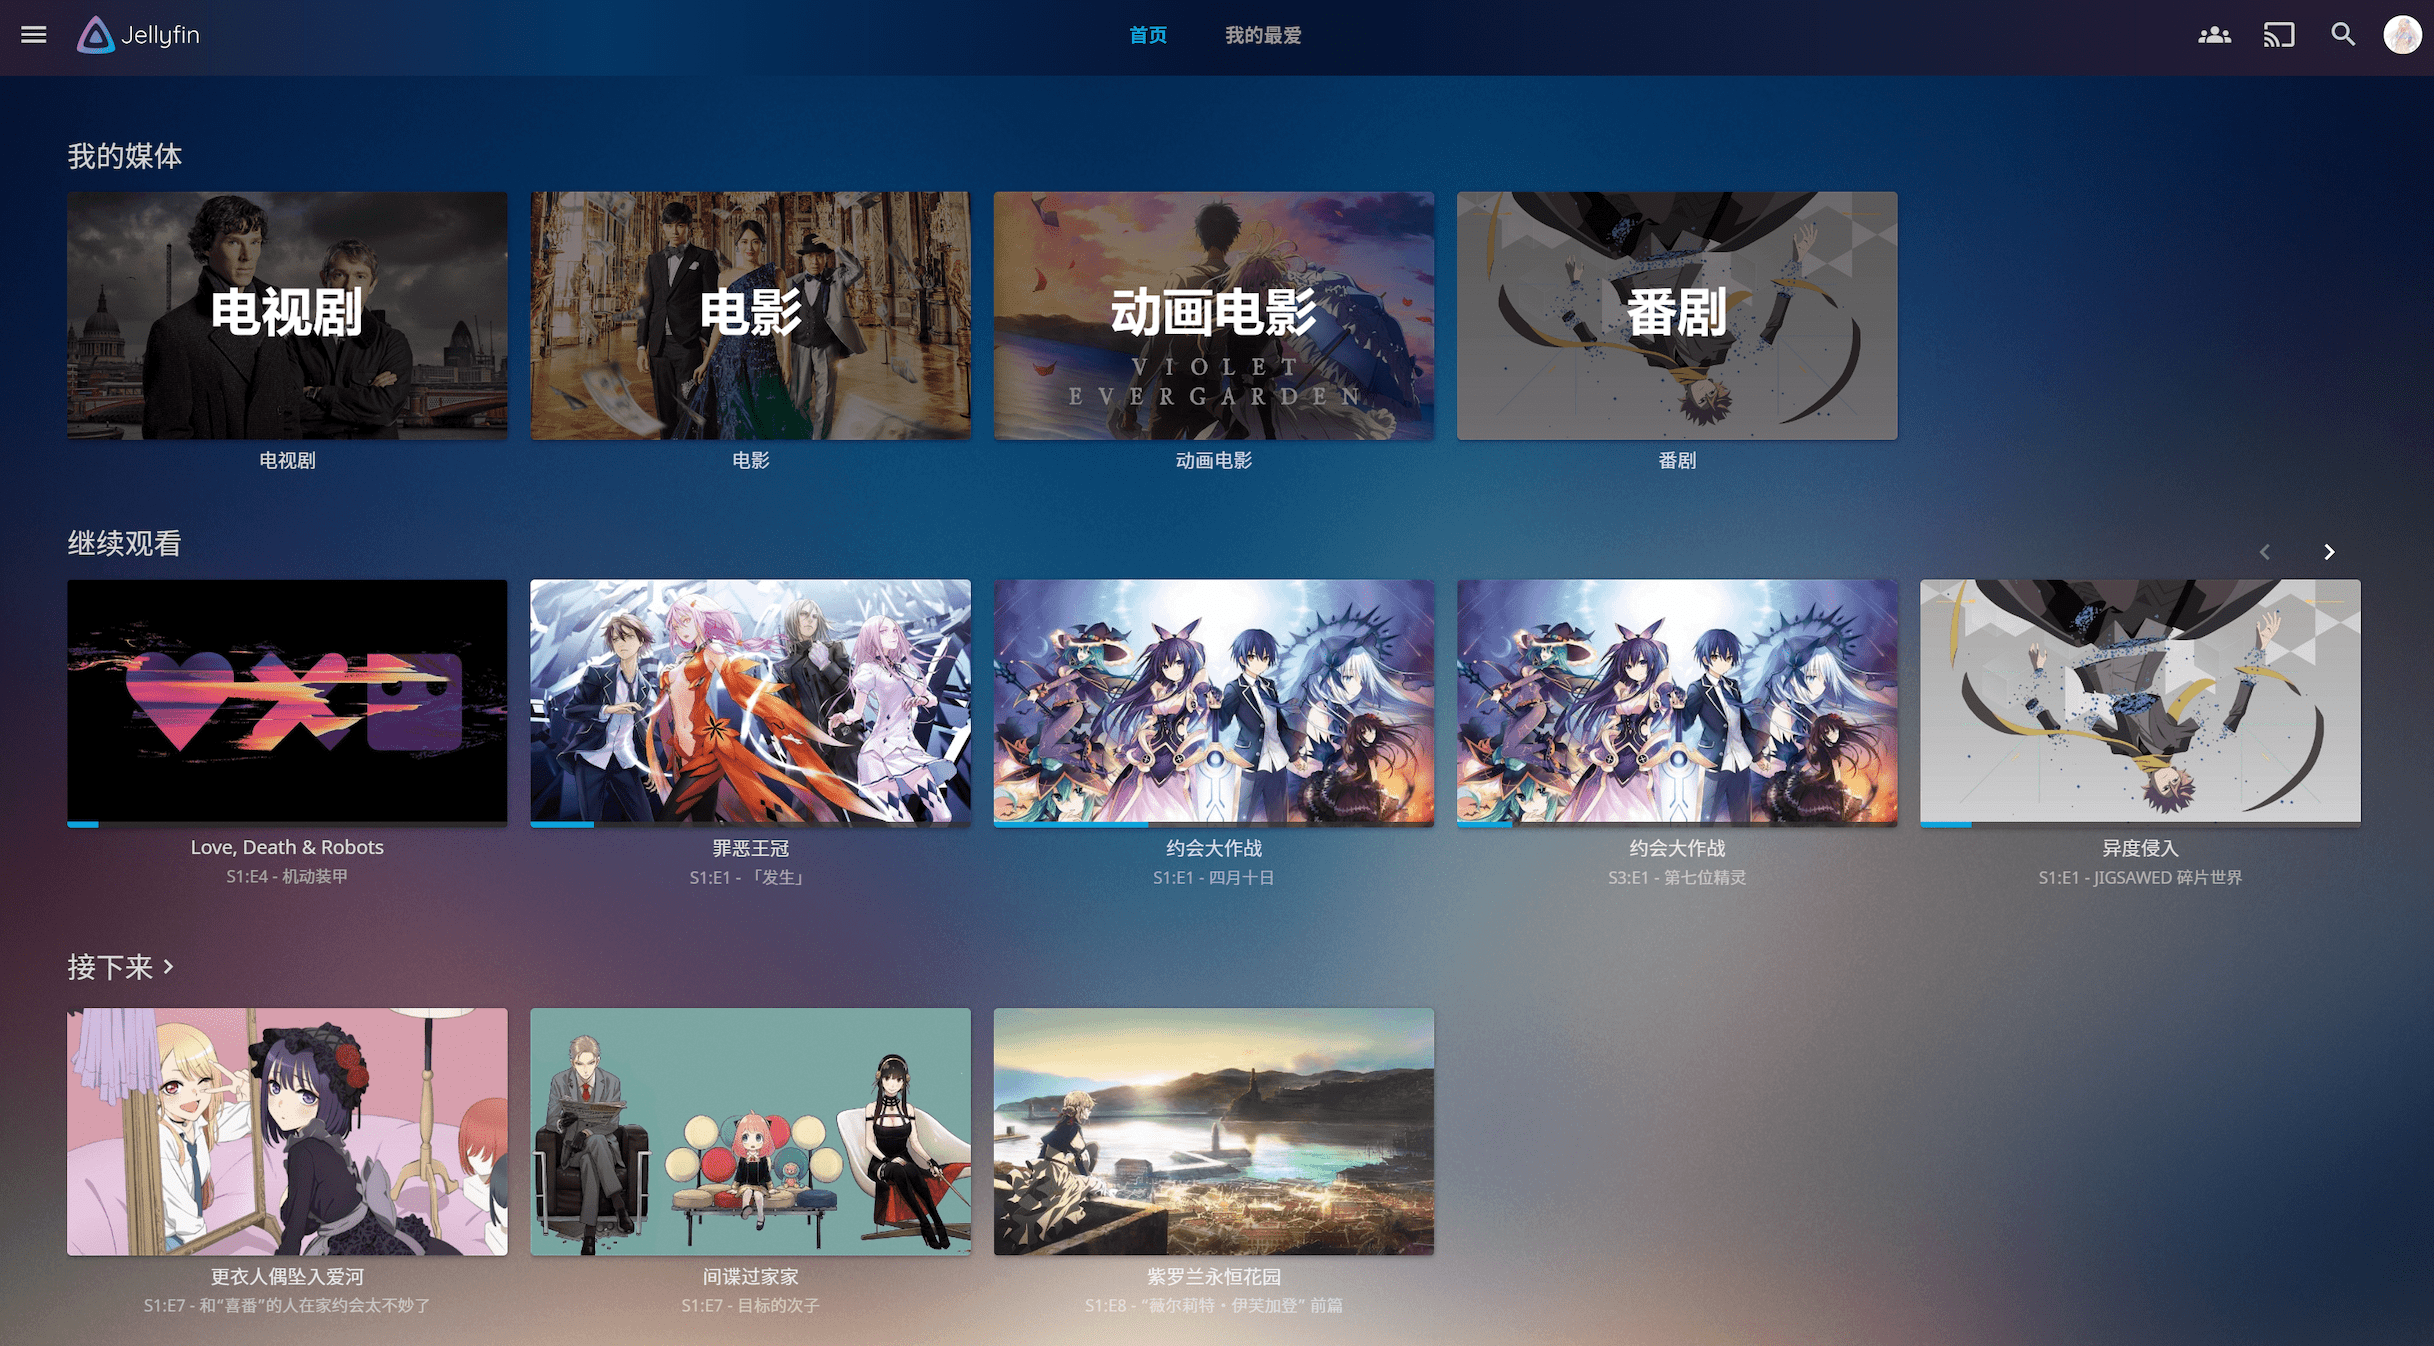 Jellyfin
首页
我的最爱
我的媒体
电视剧
电影
动画电影
VIOLET
EVERGARDEN
番剧
电视剧
电影
动画电影
番剧
继续观看
Love, Death & Robots
S1:E4 - 机动装甲
罪恶王冠
S1:E1 - 「发生」
约会大作战
S1:E1 - 四月十日
约会大作战
S3:E1 - 第七位精灵
异度侵入
S1:E1 - JIGSAWED 碎片世界
接下来
更衣人偶坠入爱河
S1:E7 - 和“喜番”的人在家约会太不妙了
间谍过家家
S1:E7 - 目标的次子
紫罗兰永恒花园
S1:E8 - “薇尔莉特・伊芙加登” 前篇